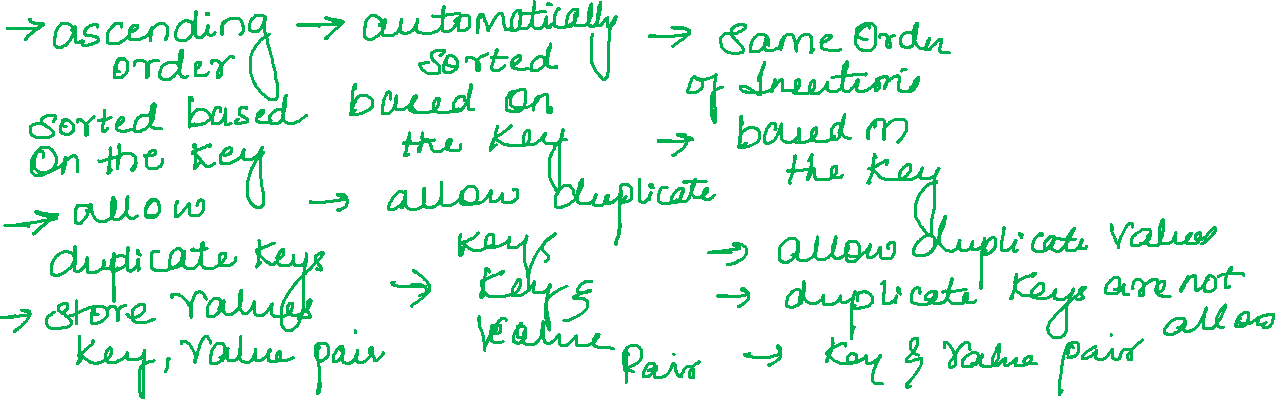 → ascending order
sorted based
On the Key
→ allow
duplicate Keys
→ store values
key, value pair
→ automatically
sorted
based on
the Key
→ allow duplicate
keys
→ Key &
value
Pair
→ Same Order
of Insertions
→ based on
the Key
→ allow duplicate values
→ duplicate Keys are not
allow
→ Key & value pair